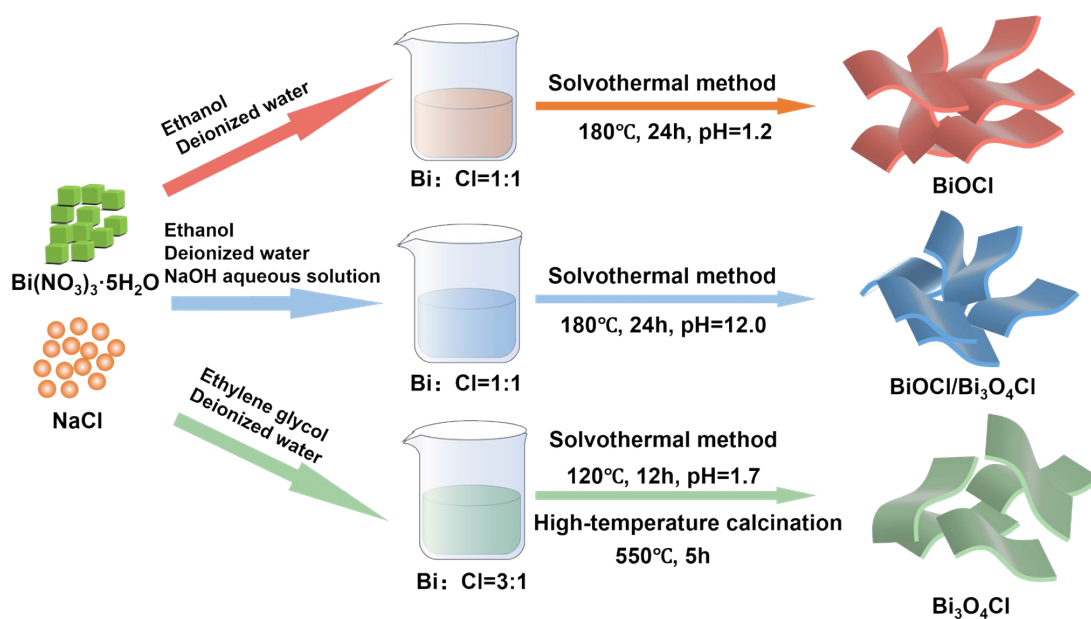 Bi(NO₃)₃·5H₂O
NaCl
Ethanol
Deionized water
Bi：Cl=1:1
Solvothermal method
180℃, 24h, pH=1.2
BiOCl
Ethanol
Deionized water
NaOH aqueous solution
Bi：Cl=1:1
Solvothermal method
180℃, 24h, pH=12.0
BiOCl/Bi₃O₄Cl
Ethylene glycol
Deionized water
Bi：Cl=3:1
Solvothermal method
120℃, 12h, pH=1.7
High-temperature calcination
550℃, 5h
Bi₃O₄Cl